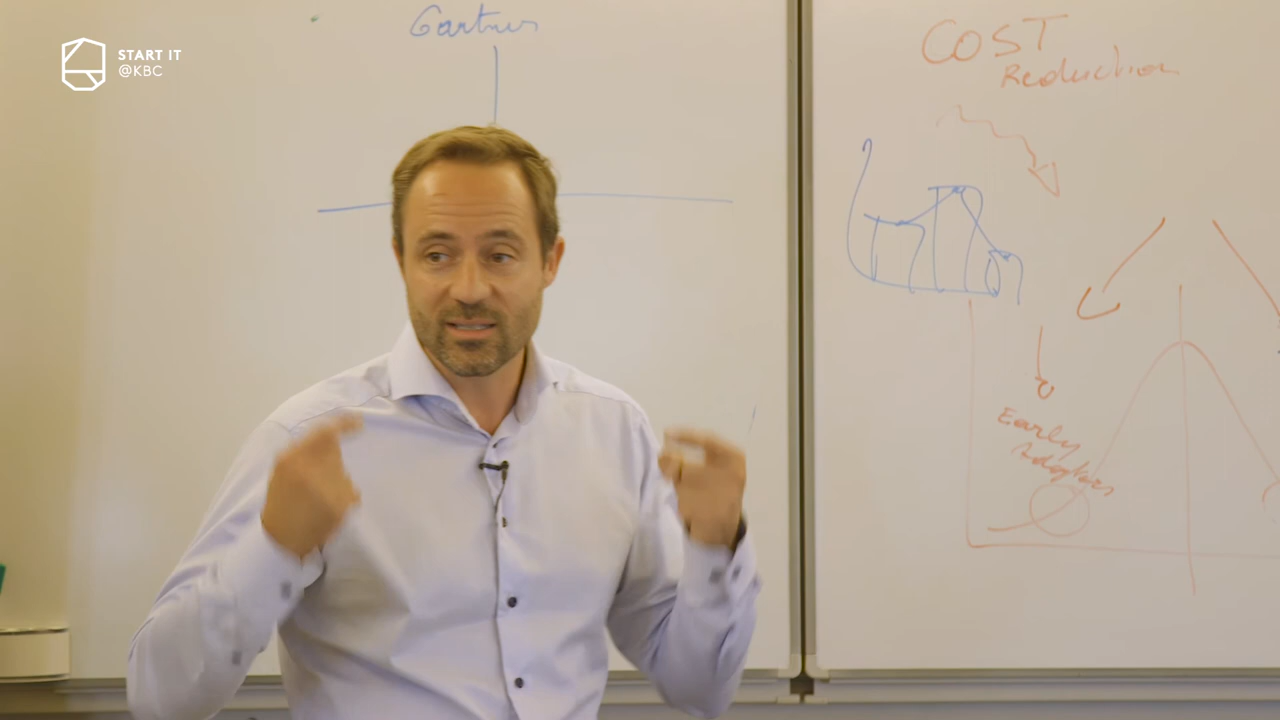 START IT
@KBC
Gartner
COST
Reduction
Early
Adopters